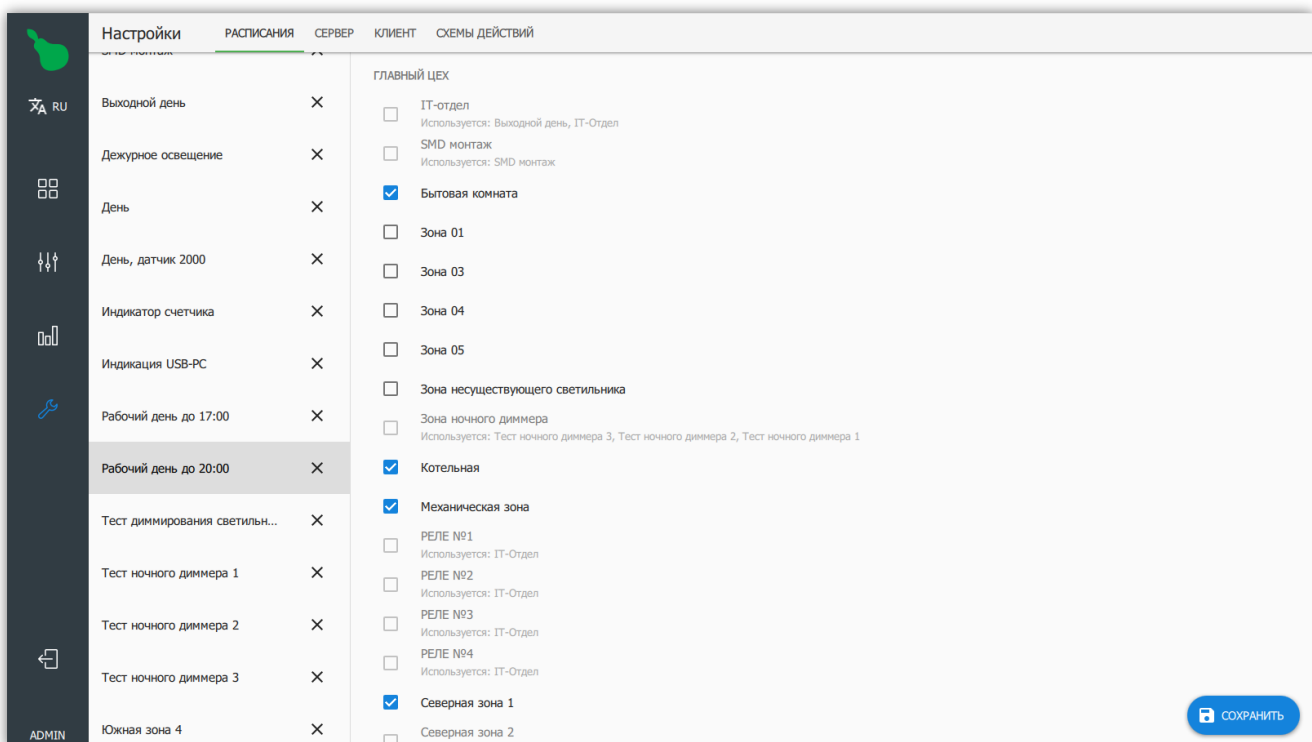 Настройки РАСПИСАНИЯ СЕРВЕР КЛИЕНТ СХЕМЫ ДЕЙСТВИЙ
RU
ADMIN
SMD монтаж
Выходной день
Дежурное освещение
День
День, датчик 2000
Индикатор счетчика
Индикация USB-PC
Рабочий день до 17:00
Рабочий день до 20:00
Тест диммирования светильн...
Тест ночного диммера 1
Тест ночного диммера 2
Тест ночного диммера 3
Южная зона 4
ГЛАВНЫЙ ЦЕХ
IT-отдел
Используется: Выходной день, IT-Отдел
SMD монтаж
Используется: SMD монтаж
Бытовая комната
Зона 01
Зона 03
Зона 04
Зона 05
Зона несуществующего светильника
Зона ночного диммера
Используется: Тест ночного диммера 3, Тест ночного диммера 2, Тест ночного диммера 1
Котельная
Механическая зона
РЕЛЕ №1
Используется: IT-Отдел
РЕЛЕ №2
Используется: IT-Отдел
РЕЛЕ №3
Используется: IT-Отдел
РЕЛЕ №4
Используется: IT-Отдел
Северная зона 1
Северная зона 2
СОХРАНИТЬ